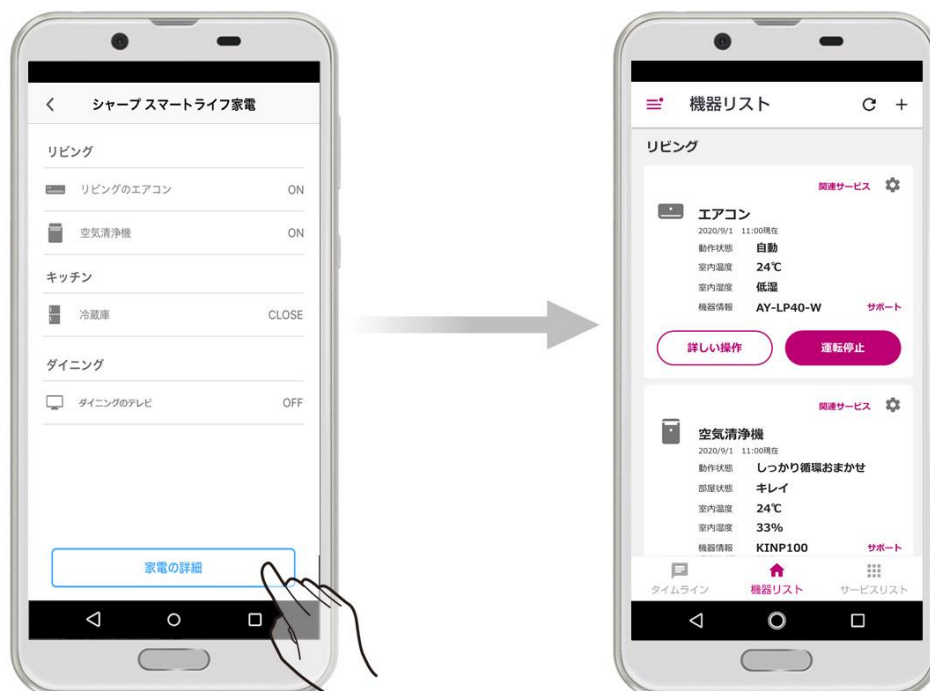 シャープ スマートライフ家電
リビング
リビングのエアコン ON
空気清浄機 ON
キッチン
冷蔵庫 CLOSE
ダイニング
ダイニングのテレビ OFF
家電の詳細
機器リスト
リビング
関連サービス
エアコン
2020/9/1 11:00現在
動作状態 自動
室内温度 24℃
室内湿度 低湿
機器情報 AY-LP40-W サポート
詳しい操作 運転停止
関連サービス
空気清浄機
2020/9/1 11:00現在
動作状態 しっかり循環おまかせ
部屋状態 キレイ
室内温度 24℃
室内湿度 33%
機器情報 KINP100 サポート
タイムライン 機器リスト サービスリスト